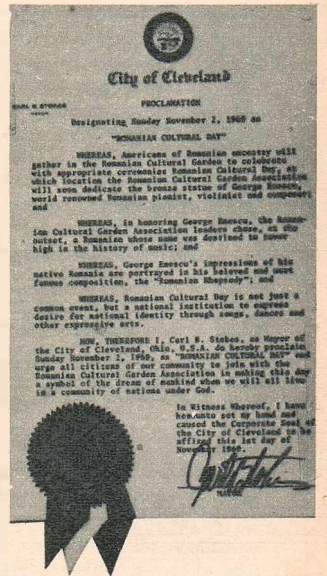 City of Cleveland
CARL B. STOKES
MAYOR
PROCLAMATION
Designating Sunday November 2, 1969 as
"ROMANIAN CULTURAL DAY"
WHEREAS, Americans of Romanian ancestry will
gather in the Romanian Cultural Garden to celebrate
with appropriate ceremonies Romanian Cultural Day, at
which location the Romanian Cultural Garden Association
will soon dedicate the bronze statue of George Enescu,
world renowned Romanian pianist, violinist and composer;
and
WHEREAS, in honoring George Enescu, the Roman-
ian Cultural Garden Association leaders chose, at the
outset, a Romanian whose name was destined to tower
high in the history of music; and
WHEREAS, George Enescu's impressions of his
native Romania are portrayed in his beloved and most
famous composition, the "Romanian Rhapsody"; and
WHEREAS, Romanian Cultural Day is not just a
common event, but a national institution to express
desire for national identity through songs, dances and
other expressive arts.
NOW, THEREFORE I, Carl B. Stokes, as Mayor of
the City of Cleveland, Ohio, U.S.A. do hereby proclaim
Sunday November 2, 1969, as "ROMANIAN CULTURAL DAY" and
urge all citizens of our community to join with the
Romanian Cultural Garden Association in making this day
a symbol of the dream of mankind when we will all live
in a community of nations under God.
In Witness Whereof, I have
hereunto set my hand and
caused the Corporate Seal of
the City of Cleveland to be
affixed this 1st day of
November 1969.
Carl B. Stokes
MAYOR